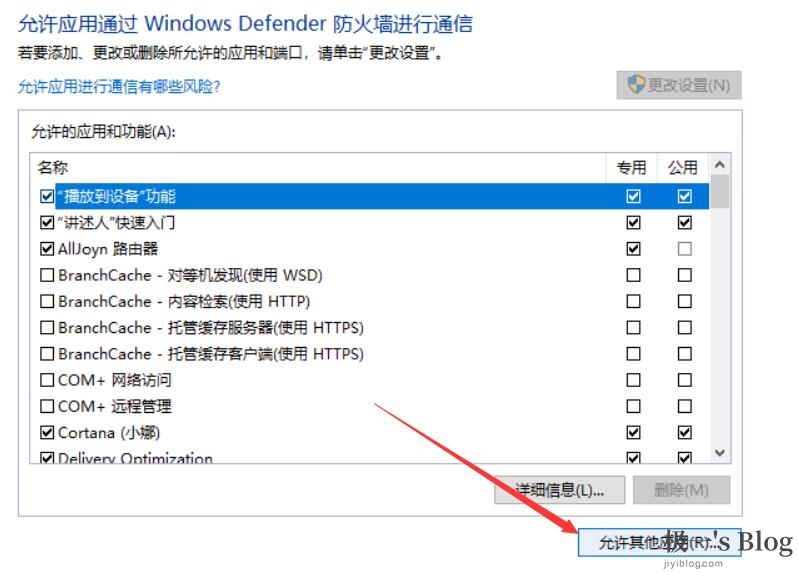 允许应用通过 Windows Defender 防火墙进行通信
若要添加、更改或删除所允许的应用和端口，请单击"更改设置"。
允许应用进行通信有哪些风险?
更改设置(N)
允许的应用和功能(A):
名称 专用 公用
"播放到设备"功能
"讲述人"快速入门
AllJoyn 路由器
BranchCache - 对等机发现(使用 WSD)
BranchCache - 内容检索(使用 HTTP)
BranchCache - 托管缓存服务器(使用 HTTPS)
BranchCache - 托管缓存客户端(使用 HTTPS)
COM+ 网络访问
COM+ 远程管理
Cortana (小娜)
Delivery Optimization
详细信息(L)... 删除(M)
允许其他应用(R)...
极一's Blog
jiyiblog.com